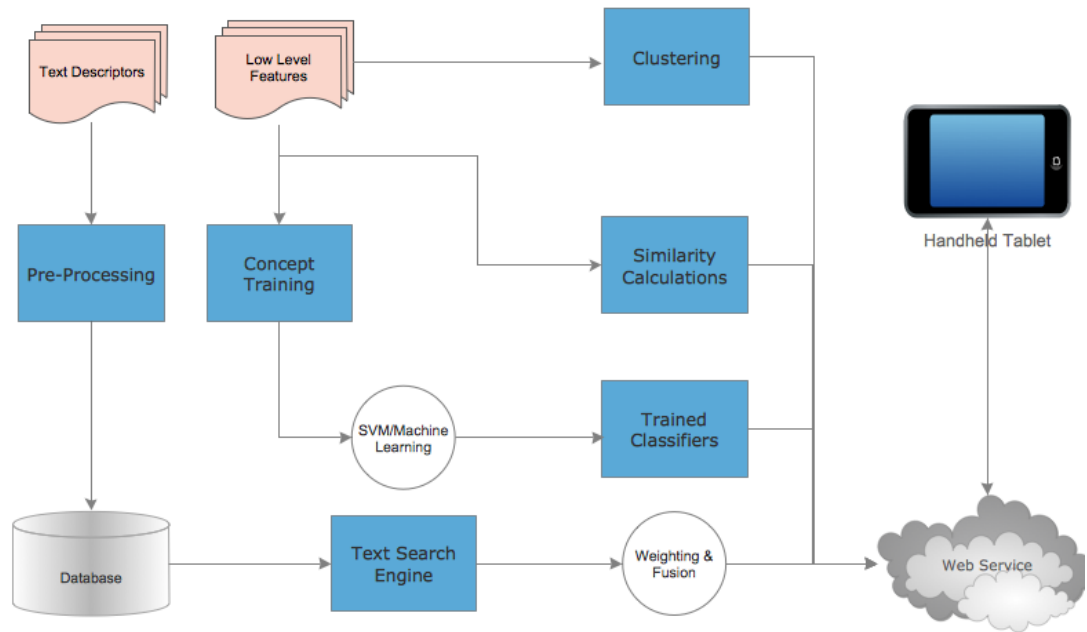 Text Descriptors
Low Level
Features
Clustering
Handheld Tablet
Pre-Processing
Concept
Training
Similarity
Calculations
SVM/Machine
Learning
Trained
Classifiers
Database
Text Search
Engine
Weighting &
Fusion
Web Service